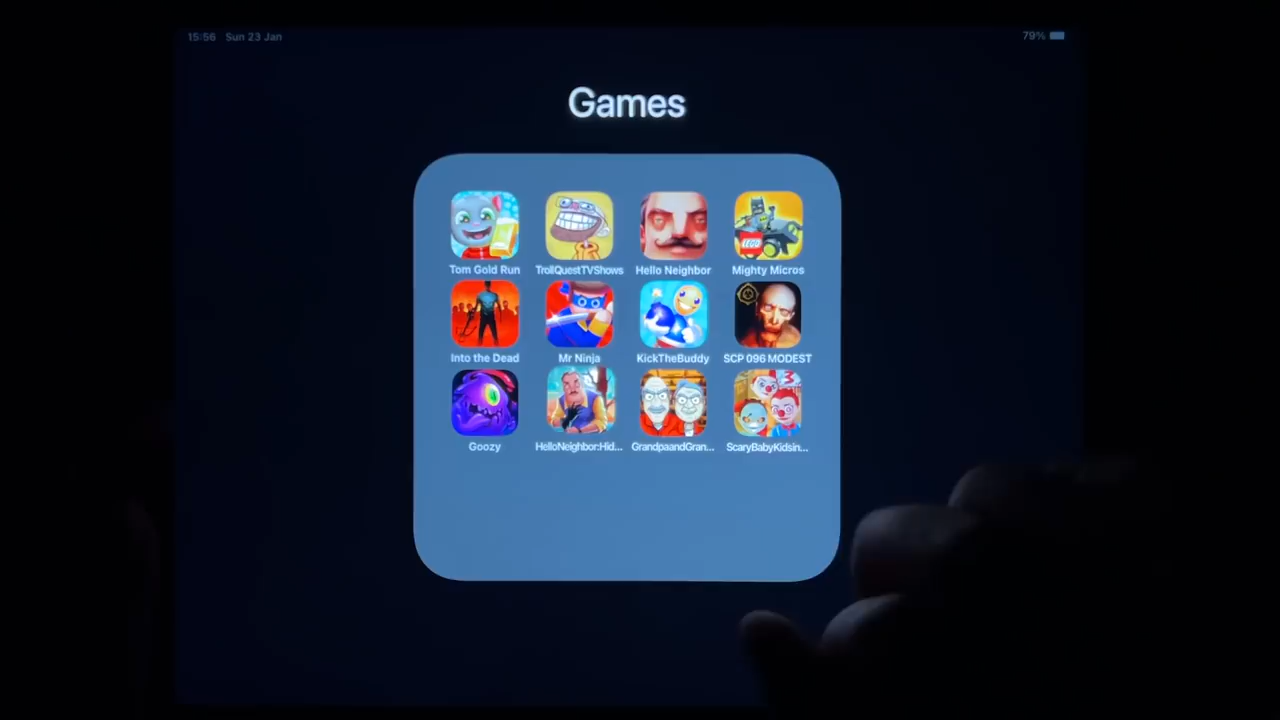 15:56 Sun 23 Jan
79%
Games
Tom Gold Run
TrollQuestTVShows
Hello Neighbor
LEGO
Mighty Micros
Into the Dead
Mr Ninja
KickTheBuddy
SCP 096 MODEST
Goozy
HelloNeighbor:Hid...
GrandpaandGran...
ScaryBabyKidsin...